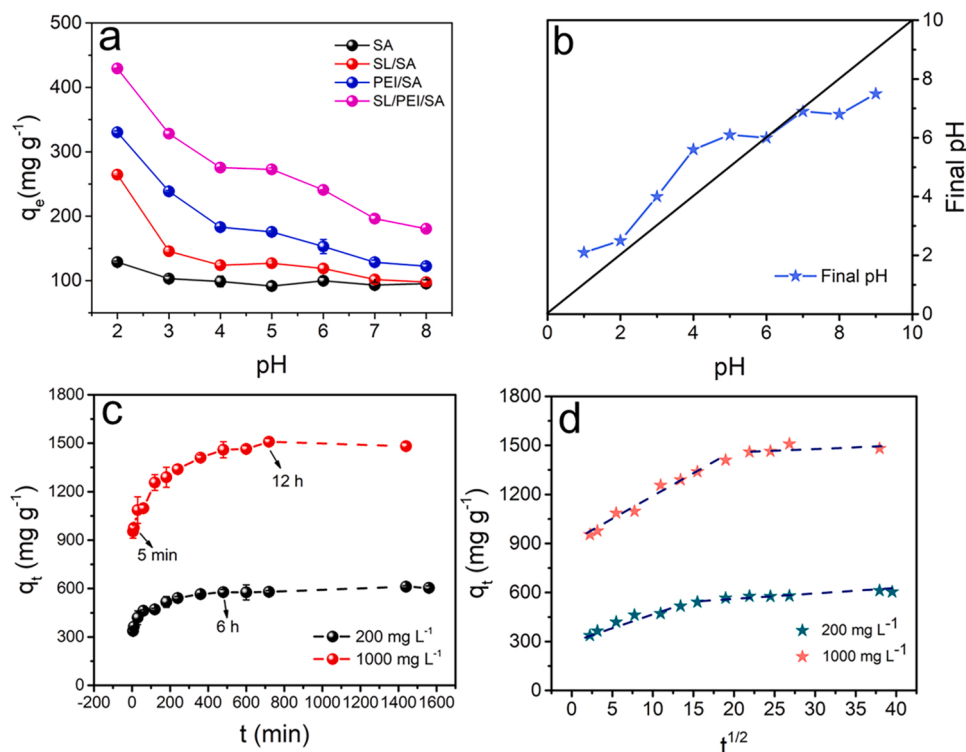 a
500
400
300
200
100
qe(mg g-1)
SA
SL/SA
PEI/SA
SL/PEI/SA
2 3 4 5 6 7 8
pH
b
10
8
6
4
2
0
Final pH
Final pH
0 2 4 6 8 10
pH
c
1800
1500
1200
900
600
300
0
qt (mg g-1)
12 h
5 min
6 h
200 mg L-1
1000 mg L-1
-200 0 200 400 600 800 1000 1200 1400 1600
t (min)
d
1800
1500
1200
900
600
300
0
qt (mg g-1)
200 mg L-1
1000 mg L-1
0 5 10 15 20 25 30 35 40
t1/2